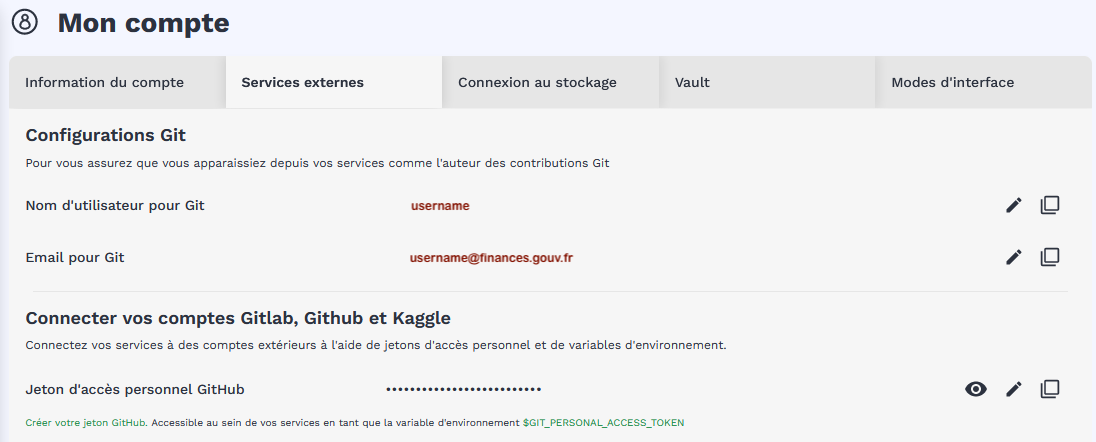 Mon compte
Information du compte
Services externes
Connexion au stockage
Vault
Modes d'interface
Configurations Git
Pour vous assurez que vous apparaissiez depuis vos services comme l'auteur des contributions Git
Nom d'utilisateur pour Git
username
Email pour Git
username@finances.gouv.fr
Connecter vos comptes Gitlab, Github et Kaggle
Connectez vos services à des comptes extérieurs à l'aide de jetons d'accès personnel et de variables d'environnement.
Jeton d'accès personnel GitHub
••••••••••••••••••••••••••
Créer votre jeton GitHub. Accessible au sein de vos services en tant que la variable d'environnement $GIT_PERSONAL_ACCESS_TOKEN